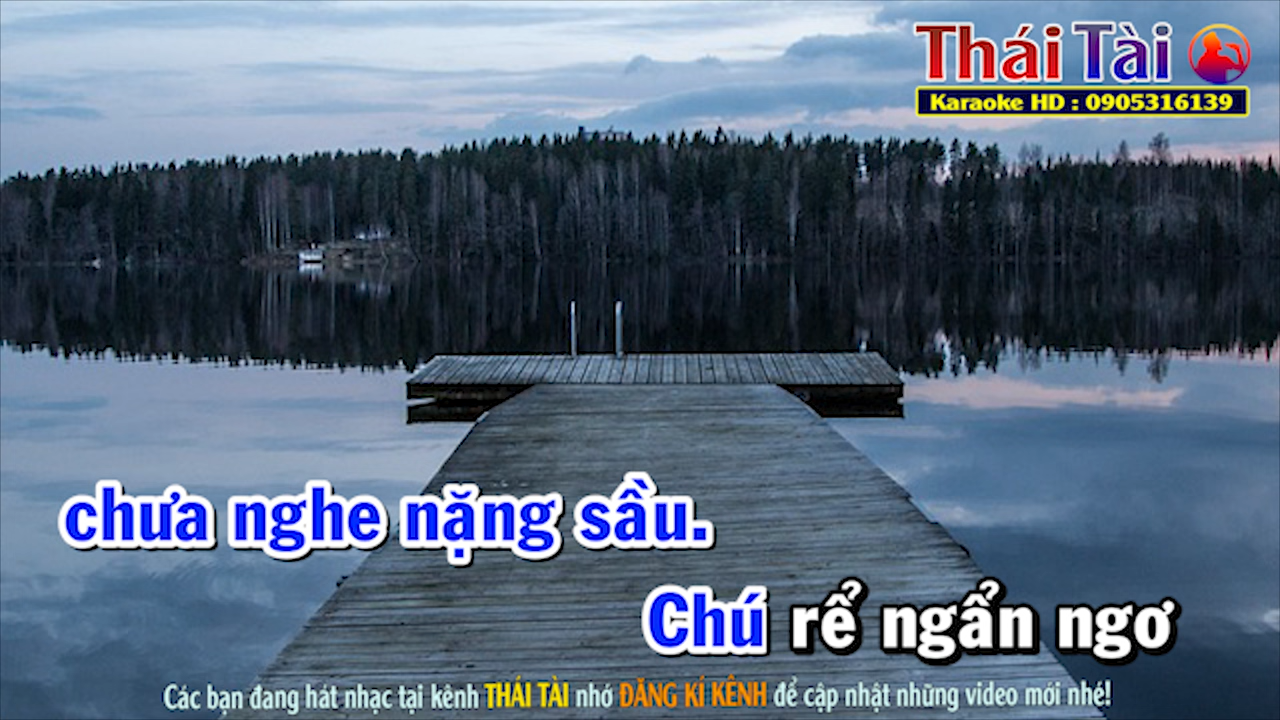 Thái Tài
Karaoke HD : 0905316139
chưa nghe nặng sầu.
Chú rể ngẩn ngơ
Các bạn đang hát nhạc tại kênh THÁI TÀI nhớ ĐĂNG KÍ KÊNH để cập nhật những video mới nhé!